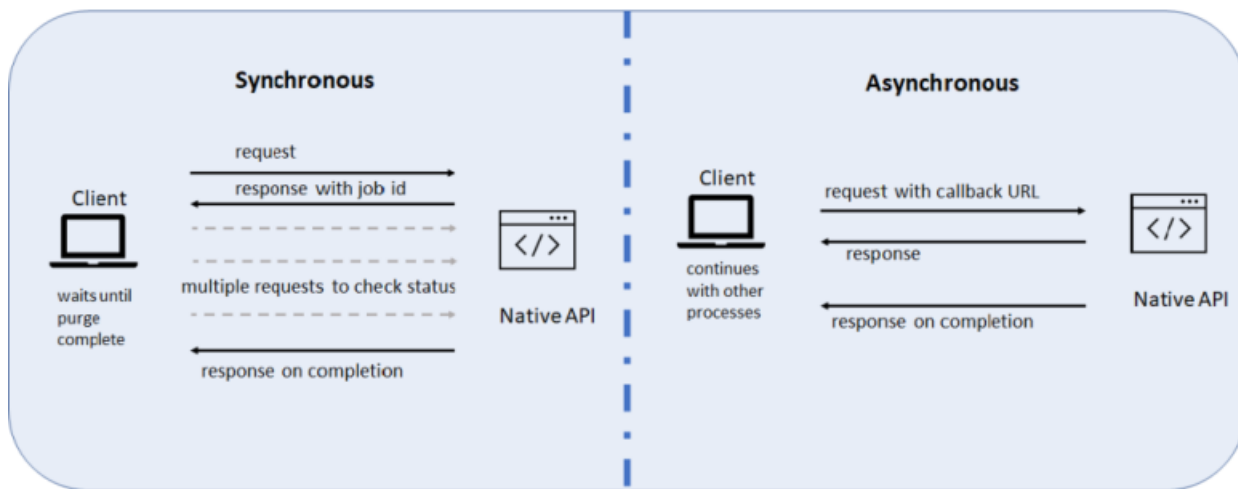 Synchronous
request
response with job id
Client
</>
multiple requests to check status
waits until
purge
complete
Native API
response on completion
Asynchronous
Client
request with callback URL
</>
response
continues
with other
processes
Native API
response on completion